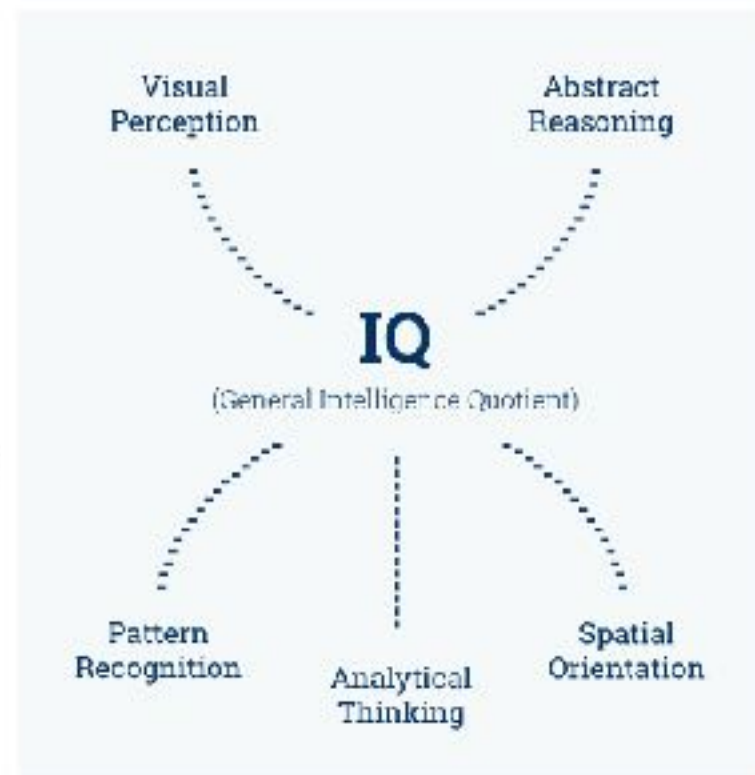 Visual
Perception
Abstract
Reasoning
IQ
(General Intelligence Quotient)
Pattern
Recognition
Analytical
Thinking
Spatial
Orientation